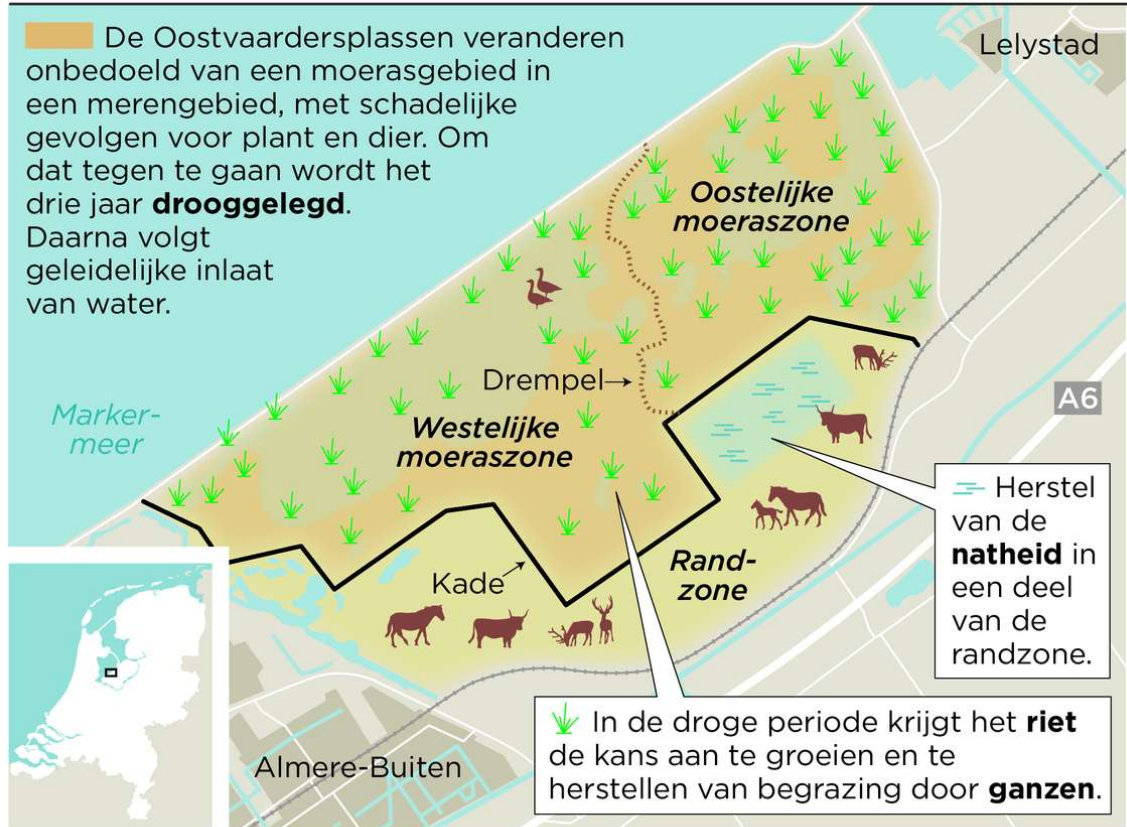 De Oostvaardersplassen veranderen
onbedoeld van een moerasgebied in
een merengebied, met schadelijke
gevolgen voor plant en dier. Om
dat tegen te gaan wordt het
drie jaar drooggelegd.
Daarna volgt
geleidelijke inlaat
van water.
Lelystad
Oostelijke
moeraszone
Drempel
Marker-
meer
A6
Westelijke
moeraszone
Herstel
van de
natheid in
een deel
van de
randzone.
Rand-
zone
Kade
In de droge periode krijgt het riet
de kans aan te groeien en te
herstellen van begrazing door ganzen.
Almere-Buiten